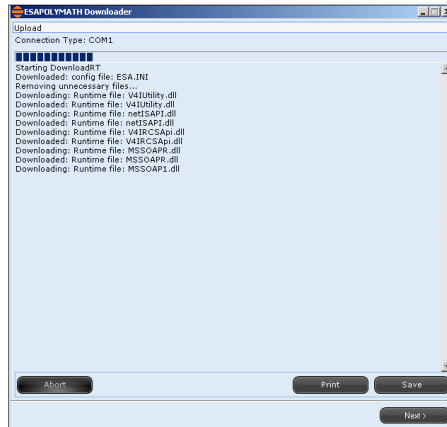 ESAPOLYMATH Downloader
Upload
Connection Type: COM1
Starting DownloadRT
Downloaded: config file: ESA.INI
Removing unnecessary files...
Downloading: Runtime file: V4IUtility.dll
Downloaded: Runtime file: V4IUtility.dll
Downloading: Runtime file: netISAPI.dll
Downloaded: Runtime file: netISAPI.dll
Downloading: Runtime file: V4IRCSApi.dll
Downloaded: Runtime file: V4IRCSApi.dll
Downloading: Runtime file: MSSOAPR.dll
Downloaded: Runtime file: MSSOAPR.dll
Downloading: Runtime file: MSSOAP1.dll
Abort Print Save
Next >